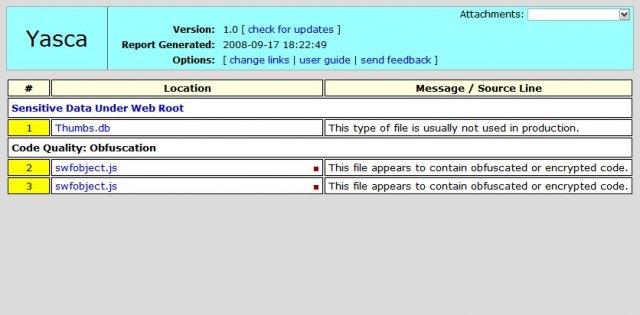 Attachments:
Yasca
Version: 1.0 [ check for updates ]
Report Generated: 2008-09-17 18:22:49
Options: [ change links | user guide | send feedback ]
# Location Message / Source Line
Sensitive Data Under Web Root
1 Thumbs.db This type of file is usually not used in production.
Code Quality: Obfuscation
2 swfobject.js This file appears to contain obfuscated or encrypted code.
3 swfobject.js This file appears to contain obfuscated or encrypted code.